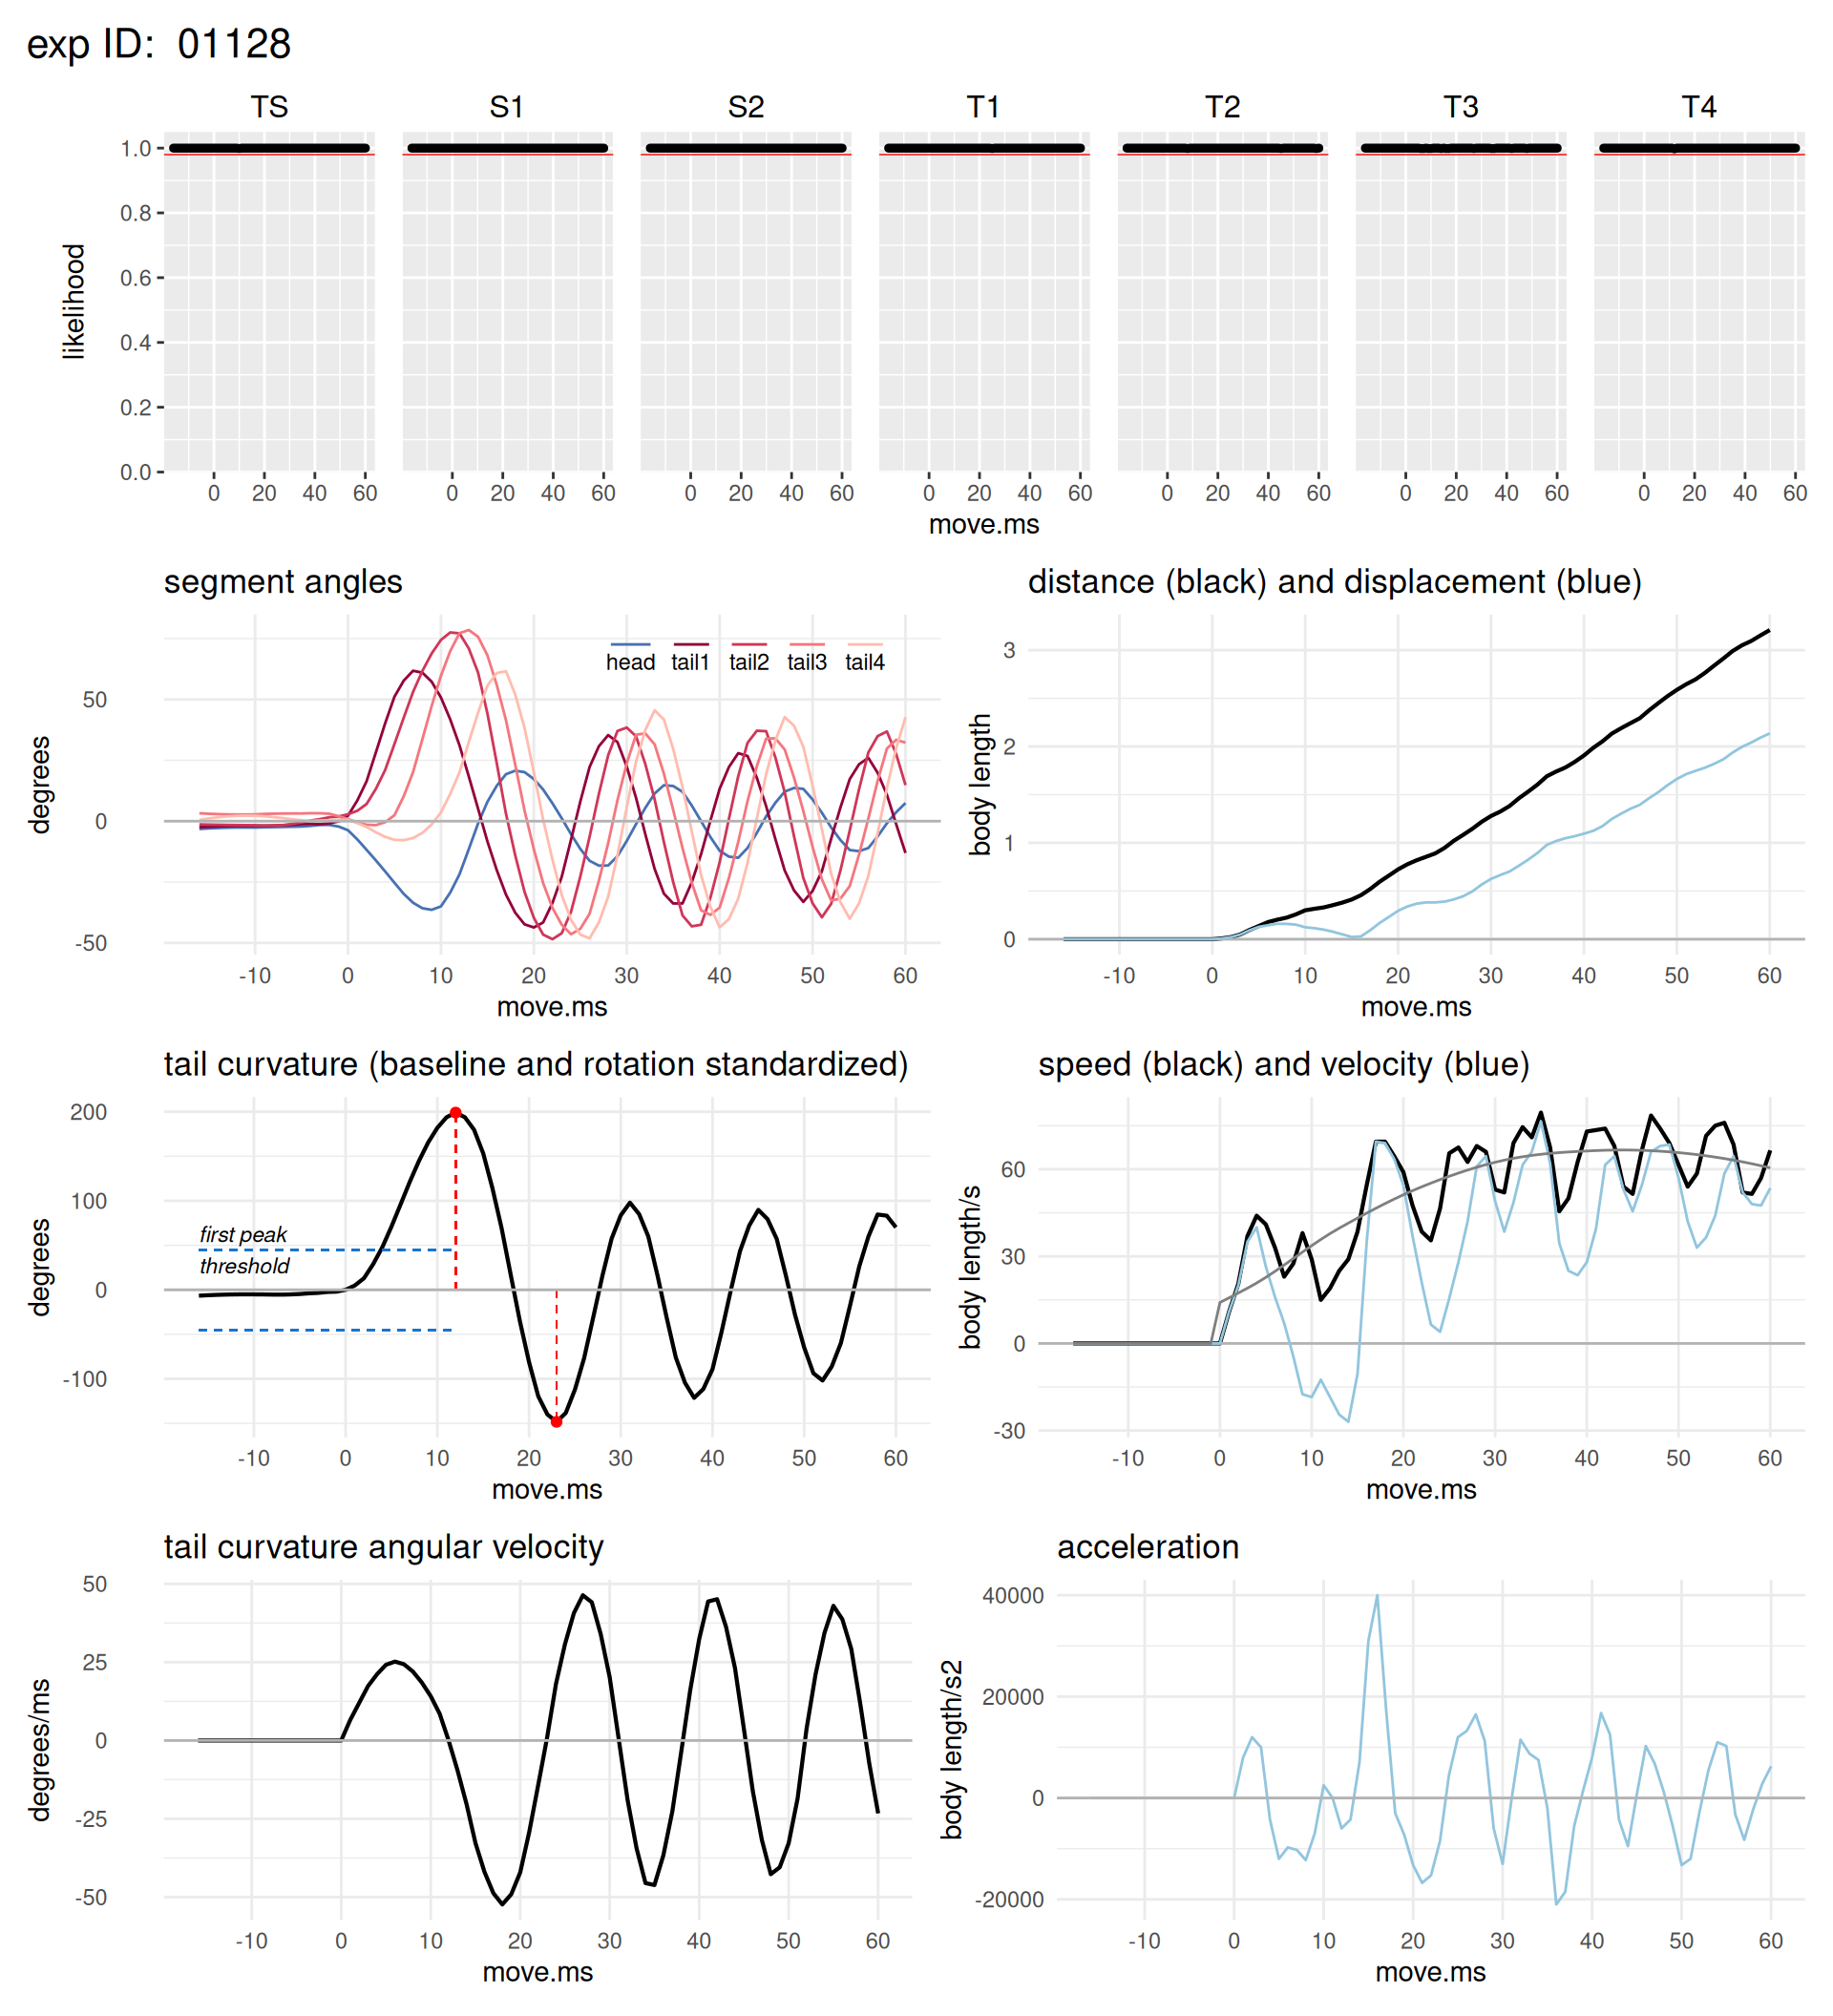 exp ID:  01128
TS S1 S2 T1 T2 T3 T4
likelihood
1.0
0.8
0.6
0.4
0.2
0.0
0 20 40 60 0 20 40 60 0 20 40 60 0 20 40 60 0 20 40 60 0 20 40 60 0 20 40 60
move.ms
segment angles
degrees
50
0
-50
head tail1 tail2 tail3 tail4
-10 0 10 20 30 40 50 60
move.ms
distance (black) and displacement (blue)
body length
3
2
1
0
-10 0 10 20 30 40 50 60
move.ms
tail curvature (baseline and rotation standardized)
degrees
200
100
0
-100
first peak
threshold
-10 0 10 20 30 40 50 60
move.ms
speed (black) and velocity (blue)
body length/s
60
30
0
-30
-10 0 10 20 30 40 50 60
move.ms
tail curvature angular velocity
degrees/ms
50
25
0
-25
-50
-10 0 10 20 30 40 50 60
move.ms
acceleration
body length/s2
40000
20000
0
-20000
-10 0 10 20 30 40 50 60
move.ms